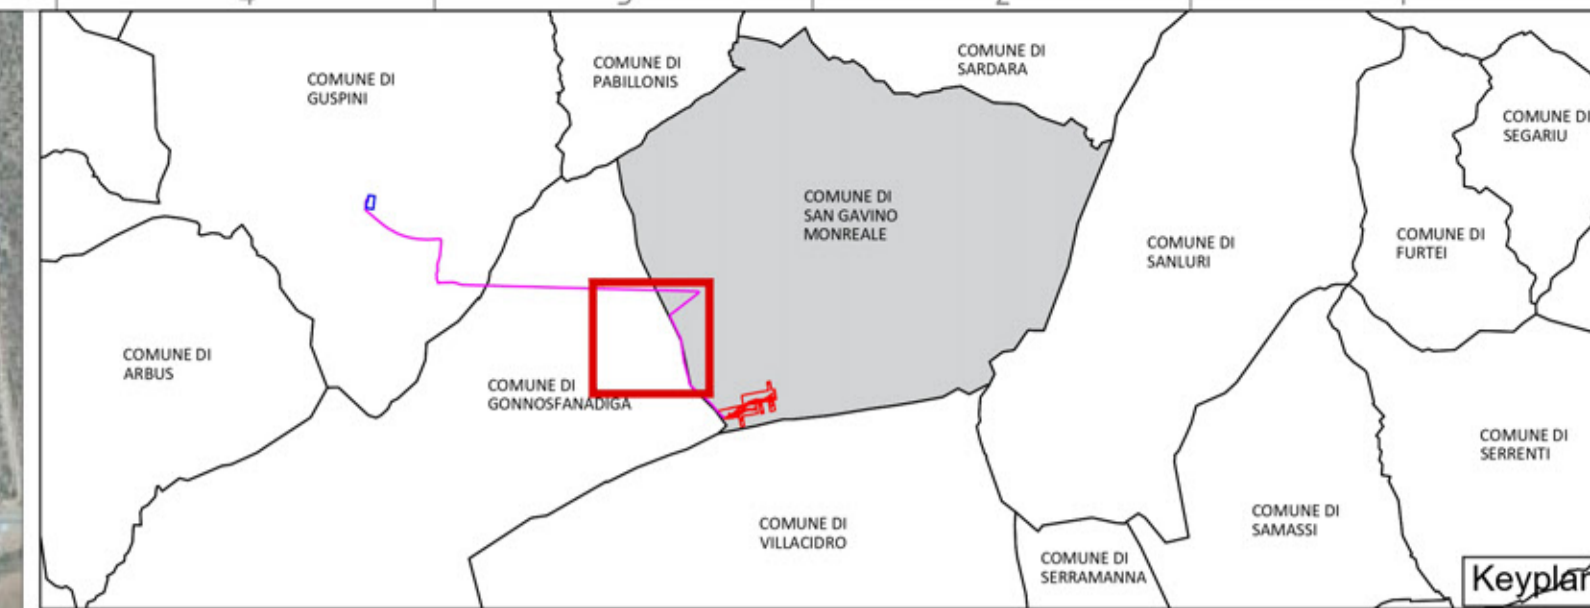 COMUNE DI
GUSPINI
COMUNE DI
PABILLONIS
COMUNE DI
SARDARA
COMUNE DI
SEGARIU
COMUNE DI
SAN GAVINO
MONREALE
COMUNE DI
SANLURI
COMUNE DI
FURTEI
COMUNE DI
ARBUS
COMUNE DI
GONNOSFANADIGA
COMUNE DI
SERRENTI
COMUNE DI
VILLACIDRO
COMUNE DI
SAMASSI
COMUNE DI
SERRAMANNA
Keyplan